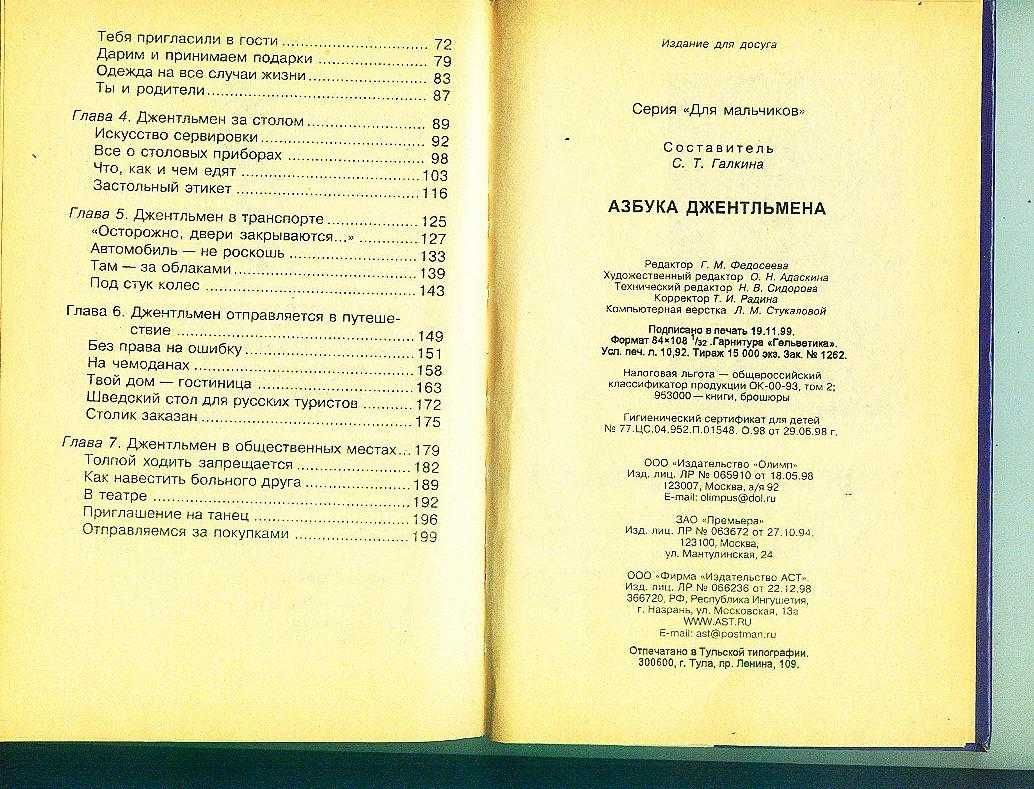 Тебя пригласили в гости .................... 72
Дарим и принимаем подарки ............... 79
Одежда на все случаи жизни................ 83
Ты и родители............................... 87
Глава 4. Джентльмен за столом ................ 89
Искусство сервировки....................... 92
Все о столовых приборах ................... 98
Что, как и чем едят ........................103
Застольный этикет .........................116
Глава 5. Джентльмен в транспорте ............. 125
«Осторожно, двери закрываются...» ...........127
Автомобиль — не роскошь ..................133
Там — за облаками..........................139
Под стук колес .............................143
Глава 6. Джентльмен отправляется в путеше-
ствие ..............................149
Без права на ошибку........................151
На чемоданах ..............................158
Твой дом — гостиница ......................163
Шведский стол для русских туристов ..........172
Столик заказан.............................175
Глава 7. Джентльмен в общественных местах... 179
Толпой ходить запрещается .................182
Как навестить больного друга ................189
В театре ...................................192
Приглашение на танец ......................196
Отправляемся за покупками .................199
Издание для досуга
Серия «Для мальчиков»
Составитель
С. Т. Галкина
АЗБУКА ДЖЕНТЛЬМЕНА
Редактор Г. М. Федосеева
Художественный редактор О. Н. Адаскина
Технический редактор Н. В. Сидорова
Корректор Т. И. Радина
Компьютерная верстка Л. М. Стукаловой
Подписано в печать 19.11.99.
Формат 84×108 1/32 .Гарнитура «Гельветика».
Усл. печ. л. 10,92. Тираж 15 000 экз. Зак. № 1262.
Налоговая льгота — общероссийский
классификатор продукции ОК-00-93, том 2;
953000 — книги, брошюры
Гигиенический сертификат для детей
№ 77.ЦС.04.952.П.01548. О.98 от 29.06.98 г.
ООО «Издательство «Олимп»
Изд. лиц. ЛР № 065910 от 18.05.98
123007, Москва, а/я 92
E-mail: olimpus@dol.ru
ЗАО «Премьера»
Изд. лиц. ЛР № 063672 от 27.10.94.
123100, Москва,
ул. Мантулинская, 24
ООО «Фирма «Издательство АСТ».
Изд. лиц. ЛР № 066236 от 22.12.98
366720, РФ, Республика Ингушетия,
г. Назрань, ул. Московская, 13а
WWW.AST.RU
E-mail: ast@postman.ru
Отпечатано в Тульской типографии.
300600, г. Тула, пр. Ленина, 109.